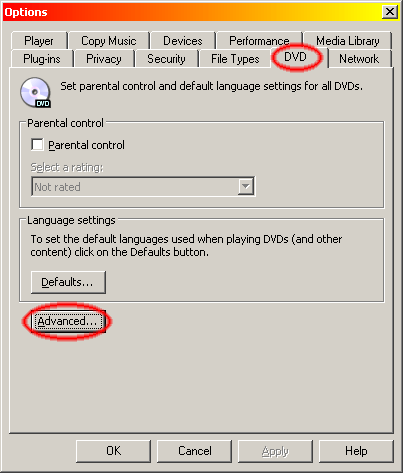 Options
Player Copy Music Devices Performance Media Library
Plug-ins Privacy Security File Types DVD Network
DVD
Set parental control and default language settings for all DVDs.
Parental control
Parental control
Select a rating:
Not rated
Language settings
To set the default languages used when playing DVDs (and other
content) click on the Defaults button.
Defaults...
Advanced...
OK Cancel Apply Help